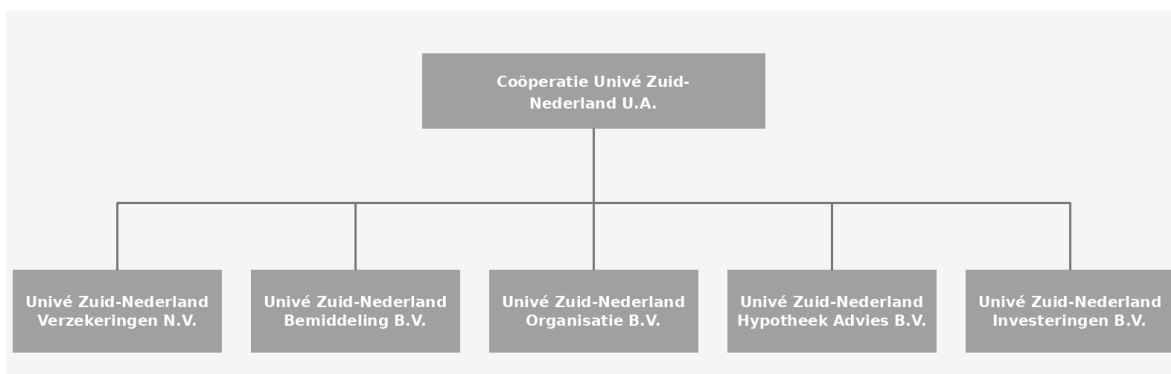 Coöperatie Univé Zuid-
Nederland U.A.
Univé Zuid-Nederland
Verzekeringen N.V.
Univé Zuid-Nederland
Bemiddeling B.V.
Univé Zuid-Nederland
Organisatie B.V.
Univé Zuid-Nederland
Hypotheek Advies B.V.
Univé Zuid-Nederland
Investeringen B.V.